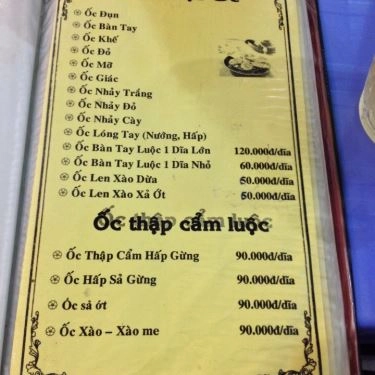 Ốc Đụn
Ốc Bàn Tay
Ốc Khế
Ốc Đỏ
Ốc Mỡ
Ốc Giác
Ốc Nhảy Trắng
Ốc Nhảy Đỏ
Ốc Nhảy Cày
Ốc Lóng Tay (Nướng, Hấp)
Ốc Bàn Tay Luộc 1 Dĩa Lớn 120.000đ/dĩa
Ốc Bàn Tay Luộc 1 Dĩa Nhỏ 60.000đ/dĩa
Ốc Len Xào Dừa 50.000đ/dĩa
Ốc Len Xào Xả Ớt 50.000đ/dĩa
Ốc thập cẩm luộc
Ốc Thập Cẩm Hấp Gừng 90.000đ/dĩa
Ốc Hấp Sả Gừng 90.000đ/dĩa
Ốc sả ớt 90.000đ/dĩa
Ốc Xào – Xào me 90.000đ/dĩa